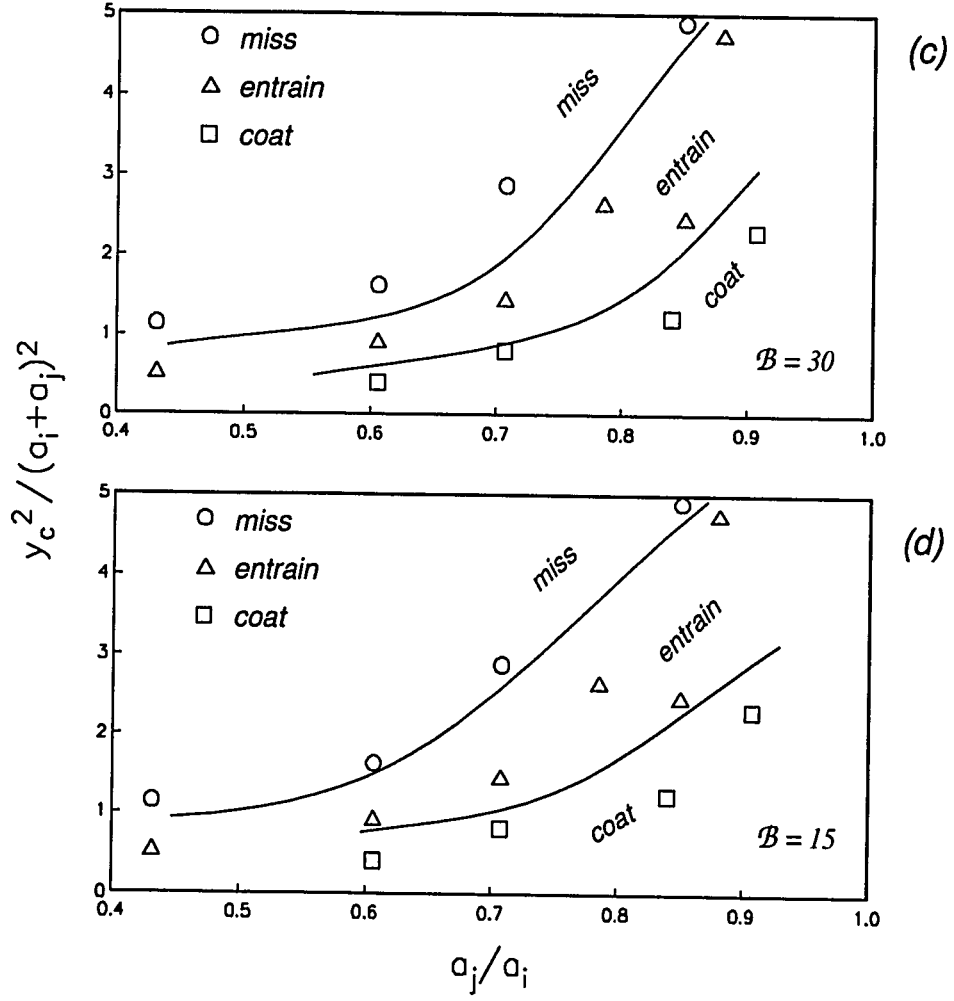 (c)
5
4
3
2
1
0
○ miss
△ entrain
□ coat
miss
entrain
coat
ℬ = 30
0.4 0.5 0.6 0.7 0.8 0.9 1.0
y_c² / (a_i + a_j)²
(d)
5
4
3
2
1
0
○ miss
△ entrain
□ coat
miss
entrain
coat
ℬ = 15
0.4 0.5 0.6 0.7 0.8 0.9 1.0
a_j / a_i